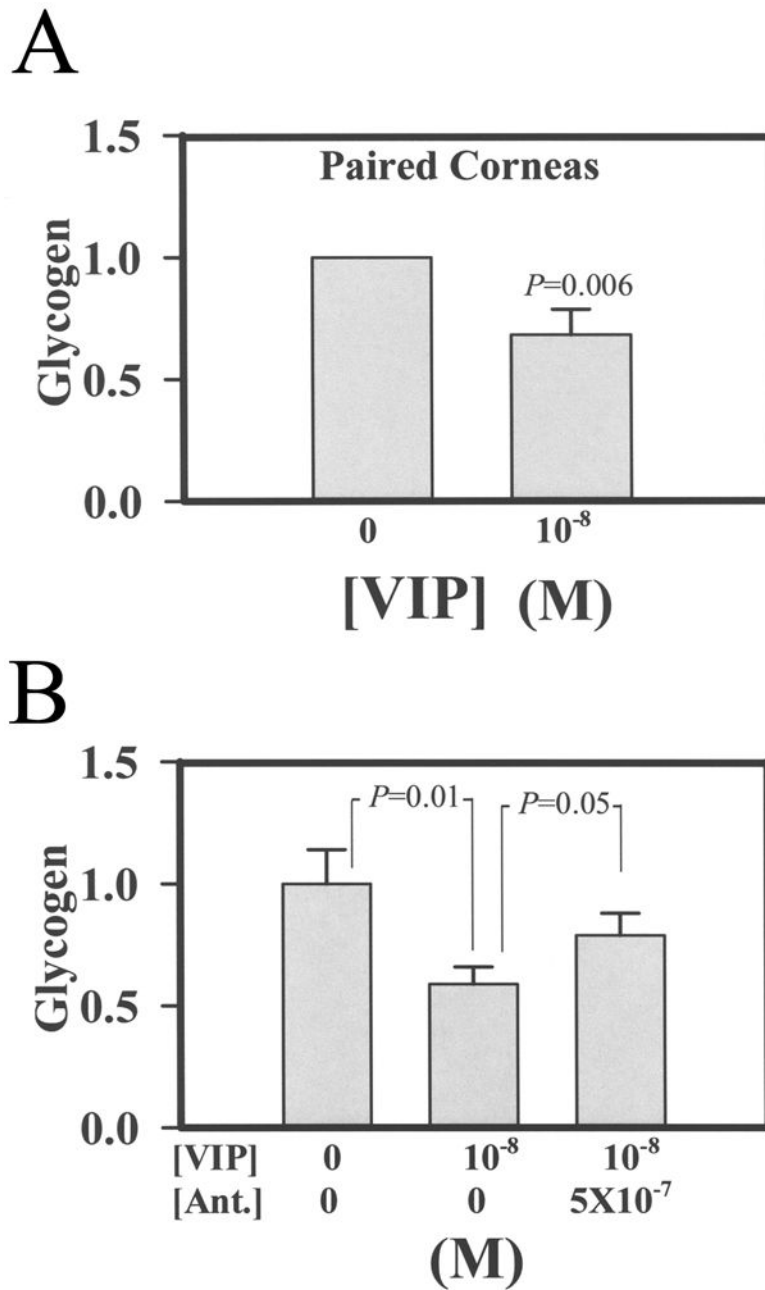 A
1.5
Paired Corneas
1.0
P=0.006
0.5
0.0
Glycogen
0 10⁻⁸
[VIP] (M)
B
1.5
P=0.01 P=0.05
1.0
0.5
0.0
Glycogen
[VIP] 0 10⁻⁸ 10⁻⁸
[Ant.] 0 0 5X10⁻⁷
(M)